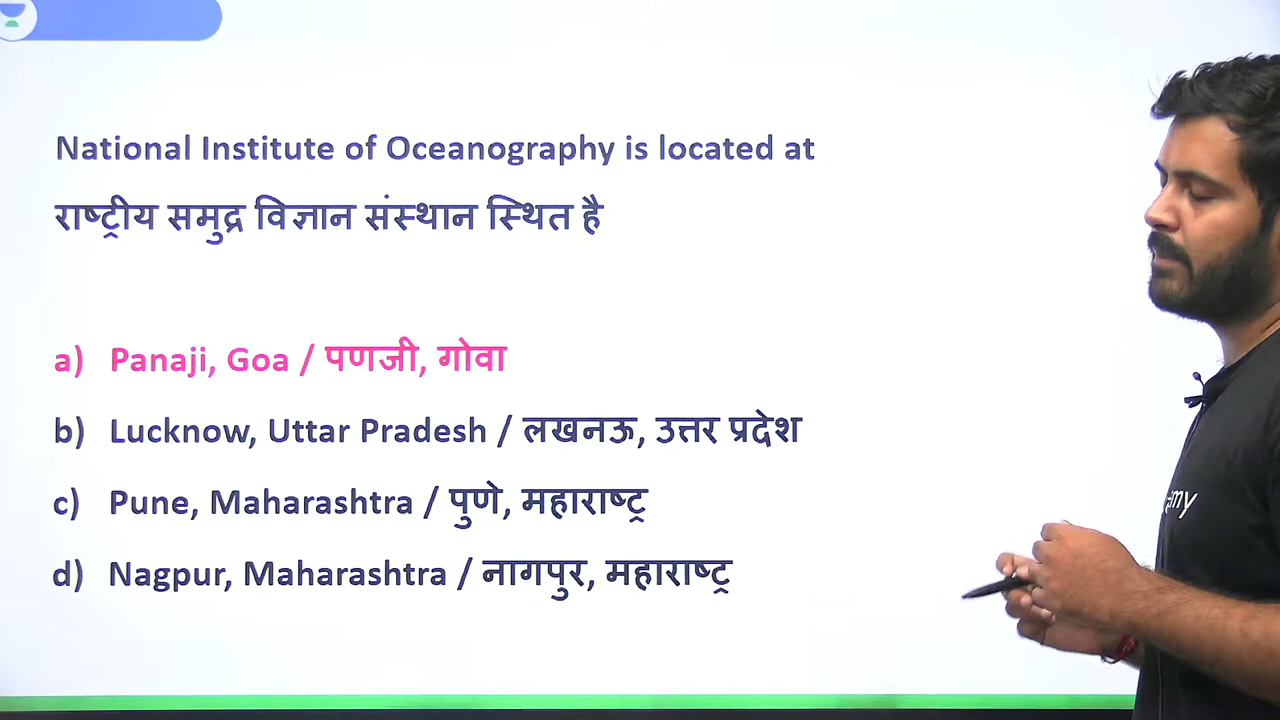 National Institute of Oceanography is located at
राष्ट्रीय समुद्र विज्ञान संस्थान स्थित है
a) Panaji, Goa / पणजी, गोवा
b) Lucknow, Uttar Pradesh / लखनऊ, उत्तर प्रदेश
c) Pune, Maharashtra / पुणे, महाराष्ट्र
d) Nagpur, Maharashtra / नागपुर, महाराष्ट्र